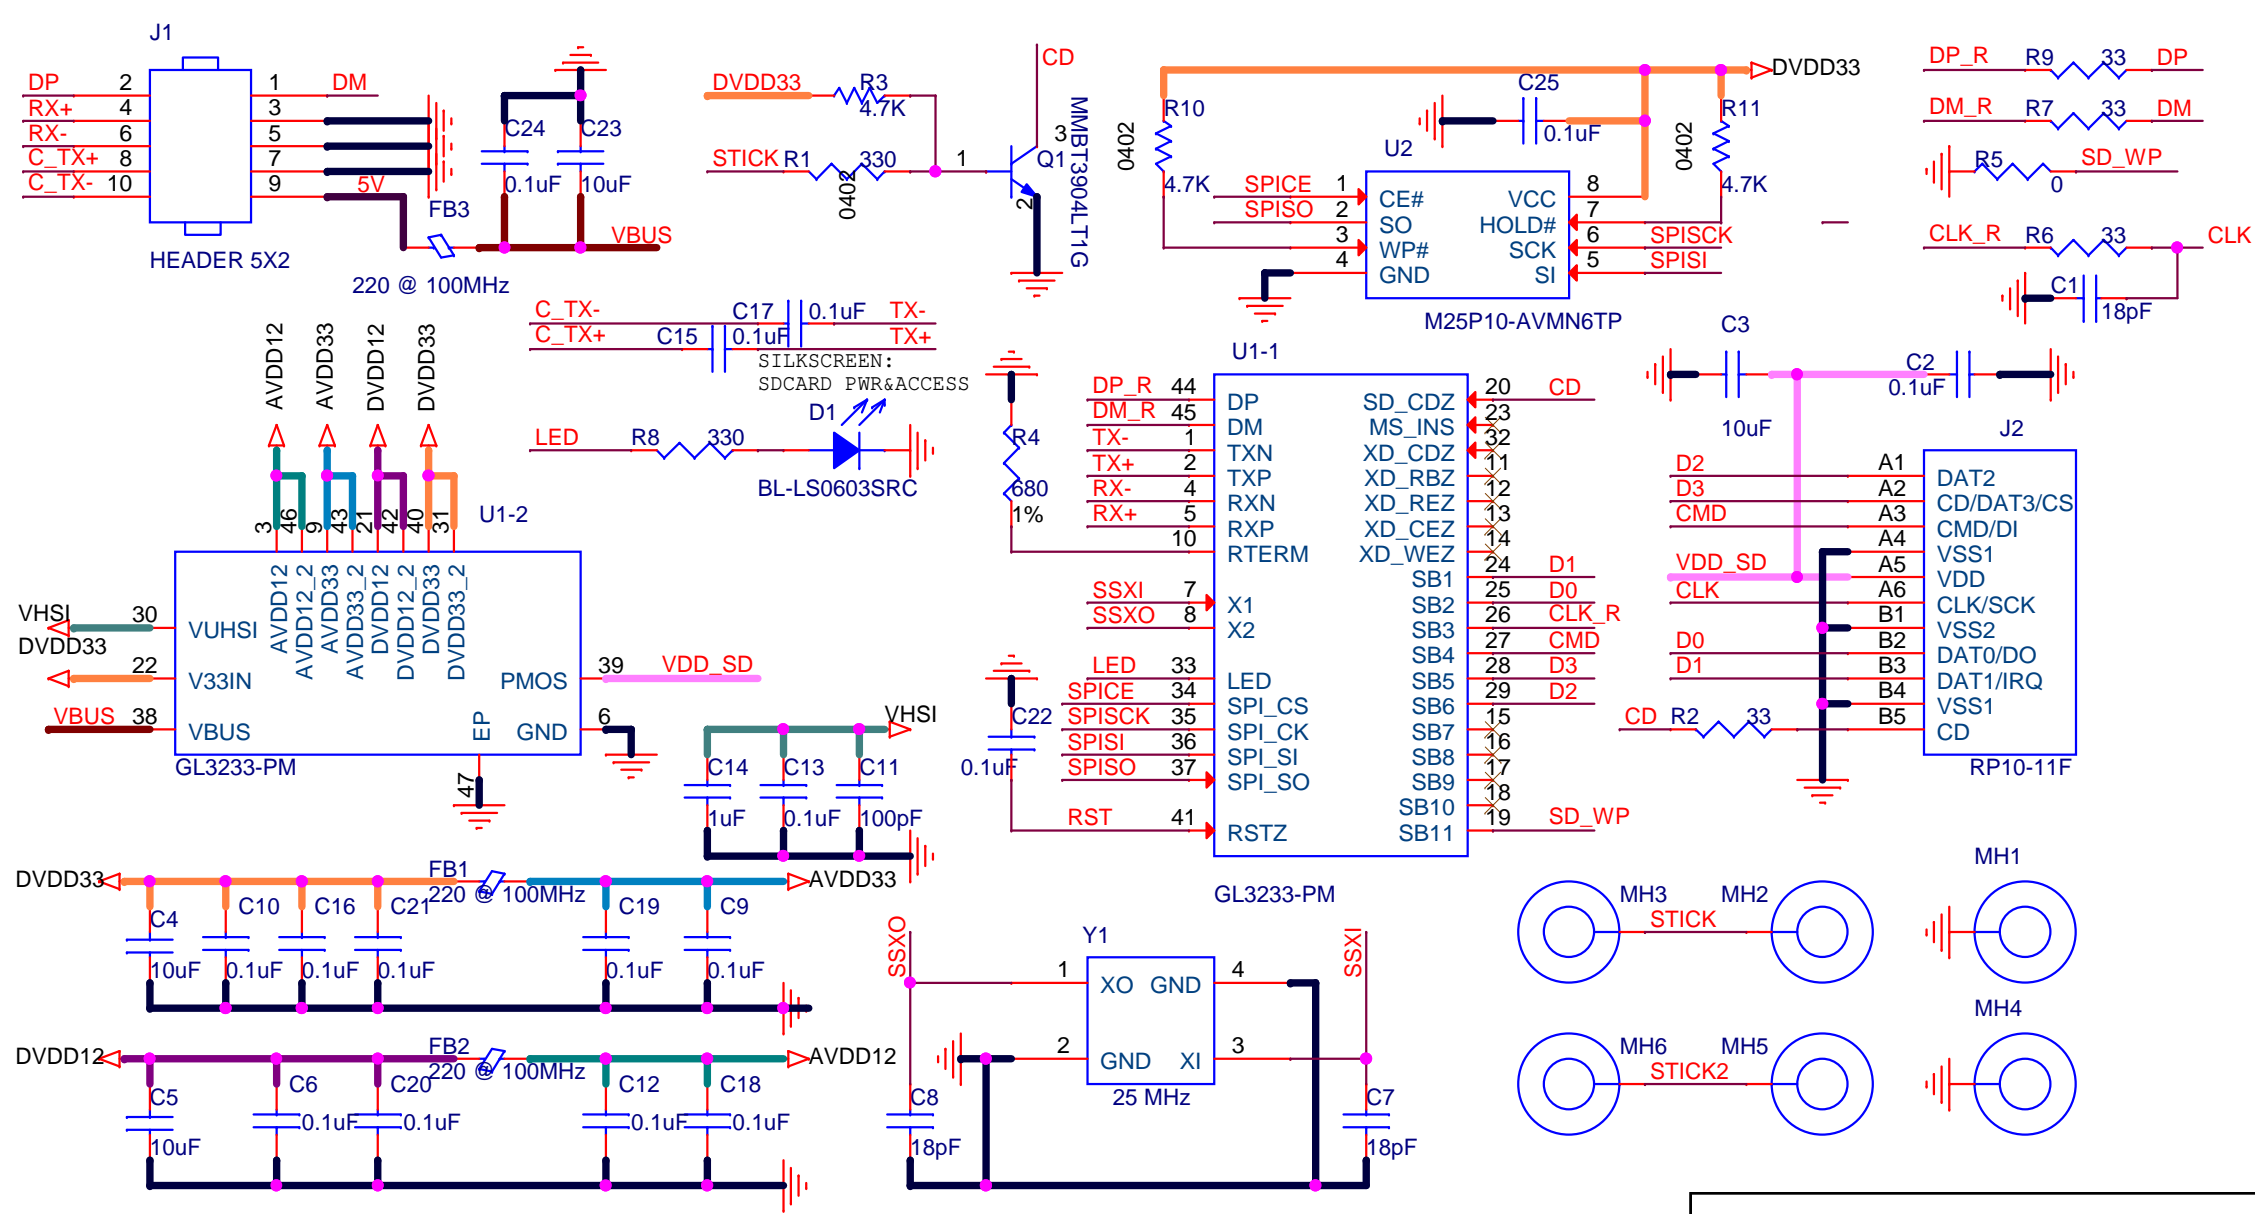 J1
DP 2 1 DM
RX+ 4 3
RX- 6 5
C_TX+ 8 7
C_TX- 10 9 5V
HEADER 5X2
FB3
220 @ 100MHz
C24 C23
0.1uF 10uF
VBUS
DVDD33 R3
4.7K
STICK R1 330
0402
1
CD
3
Q1
2
MMBT3904LT1G
C_TX- C17 0.1uF TX-
C_TX+ C15 0.1uF TX+
SILKSCREEN:
SDCARD PWR&ACCESS
D1
LED R8 330
BL-LS0603SRC
DVDD33
R10 C25 R11
0402 0.1uF 0402
U2
4.7K 4.7K
SPICE 1 CE# VCC 8
SPISO 2 SO HOLD# 7
3 WP# SCK 6 SPISCK
4 GND SI 5 SPISI
M25P10-AVMN6TP
DP_R R9 33 DP
DM_R R7 33 DM
R5 SD_WP
0
CLK_R R6 33 CLK
C1
18pF
AVDD12 AVDD33 DVDD12 DVDD33
3 46 9 43 21 42 40 31
U1-2
AVDD12 AVDD12_2 AVDD33 AVDD33_2 DVDD12 DVDD12_2 DVDD33 DVDD33_2
VHSI 30 VUHSI
DVDD33
22 V33IN PMOS 39 VDD_SD
VBUS 38 VBUS EP GND 6
GL3233-PM
47
VHSI
C14 C13 C11
1uF 0.1uF 100pF
R4
680
1%
C22
0.1uF
U1-1
DP_R 44 DP SD_CDZ 20 CD
DM_R 45 DM MS_INS 23
TX- 1 TXN XD_CDZ 32
TX+ 2 TXP XD_RBZ 11
RX- 4 RXN XD_REZ 12
RX+ 5 RXP XD_CEZ 13
10 RTERM XD_WEZ 14
SB1 24 D1
SSXI 7 X1 SB2 25 D0
SSXO 8 X2 SB3 26 CLK_R
SB4 27 CMD
LED 33 LED SB5 28 D3
SPICE 34 SPI_CS SB6 29 D2
SPISCK 35 SPI_CK SB7 15
SPISI 36 SPI_SI SB8 16
SPISO 37 SPI_SO SB9 17
SB10 18
RST 41 RSTZ SB11 19 SD_WP
GL3233-PM
C3 C2
10uF 0.1uF
J2
D2 A1 DAT2
D3 A2 CD/DAT3/CS
CMD A3 CMD/DI
A4 VSS1
VDD_SD A5 VDD
CLK A6 CLK/SCK
B1 VSS2
D0 B2 DAT0/DO
D1 B3 DAT1/IRQ
B4 VSS1
CD R2 33 B5 CD
RP10-11F
DVDD33 FB1 AVDD33
220 @ 100MHz
C4 C10 C16 C21 C19 C9
10uF 0.1uF 0.1uF 0.1uF 0.1uF 0.1uF
DVDD12 FB2 AVDD12
220 @ 100MHz
C5 C6 C20 C12 C18
10uF 0.1uF 0.1uF 0.1uF 0.1uF
SSXO Y1 SSXI
1 XO GND 4
2 GND XI 3
25 MHz
C8 C7
18pF 18pF
MH3 STICK MH2 MH1
MH6 STICK2 MH5 MH4